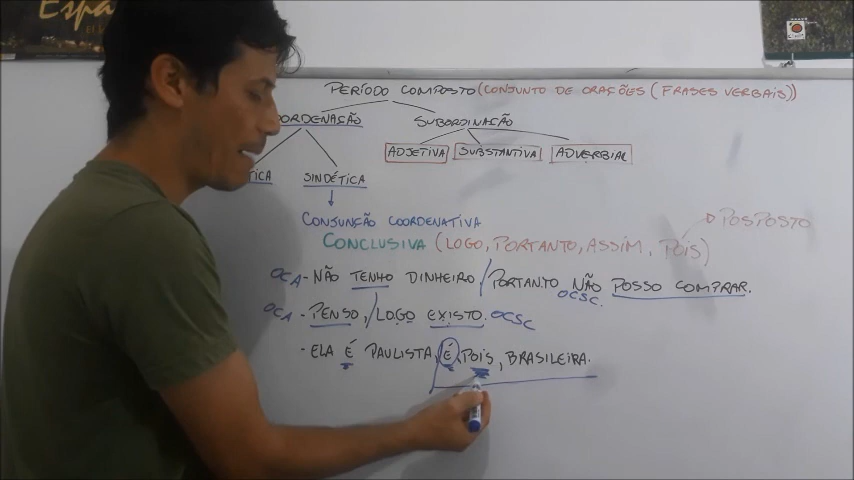 Espa
PERÍODO COMPOSTO (CONJUNTO DE ORAÇÕES (FRASES VERBAIS))
ORDENAÇÃO SUBORDINAÇÃO
ADJETIVA SUBSTANTIVA ADVERBIAL
TICA SINDÉTICA
CONJUNÇÃO COORDENATIVA
POSPOSTO
CONCLUSIVA (LOGO, PORTANTO, ASSIM, POIS)
OCA - NÃO TENHO DINHEIRO / PORTANTO NÃO POSSO COMPRAR.
OCSC.
OCA - PENSO, / LOGO EXISTO. OCSC
- ELA É PAULISTA, É, POIS, BRASILEIRA.